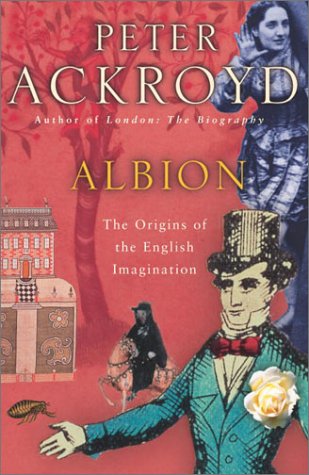 PETER
ACKROYD
Author of London: The Biography
ALBION
The Origins of
the English
Imagination